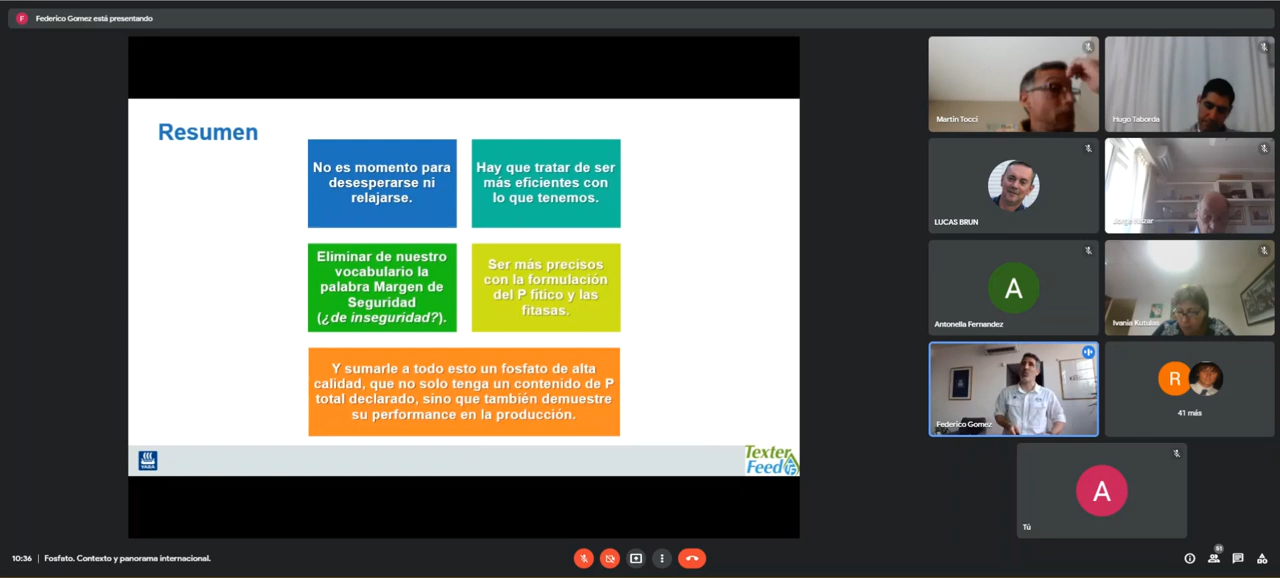 F
Federico Gomez está presentando
Resumen
No es momento para
desesperarse ni
relajarse.
Hay que tratar de ser
más eficientes con
lo que tenemos.
Eliminar de nuestro
vocabulario la
palabra Margen de
Seguridad
(¿de inseguridad?).
Ser más precisos
con la formulación
del P fítico y las
fitasas.
Y sumarle a todo esto un fosfato de alta
calidad, que no solo tenga un contenido de P
total declarado, sino que también demuestre
su performance en la producción.
YARA
Texter
Feed
Martin Tocci
Hugo Taborda
LUCAS BRUN
Jorge
A
Antonella Fernandez
Ivania Kutulas
Federico Gomez
R
41 más
A
Tú
10:36 | Fosfato. Contexto y panorama internacional.
51